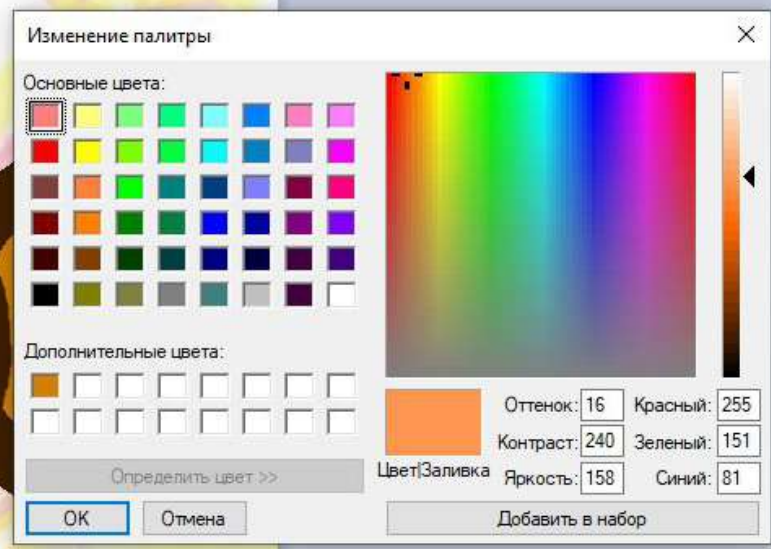 Изменение палитры
Основные цвета:
Дополнительные цвета:
Определить цвет >>
OK
Отмена
Цвет|Заливка
Оттенок: 16
Красный: 255
Контраст: 240
Зеленый: 151
Яркость: 158
Синий: 81
Добавить в набор